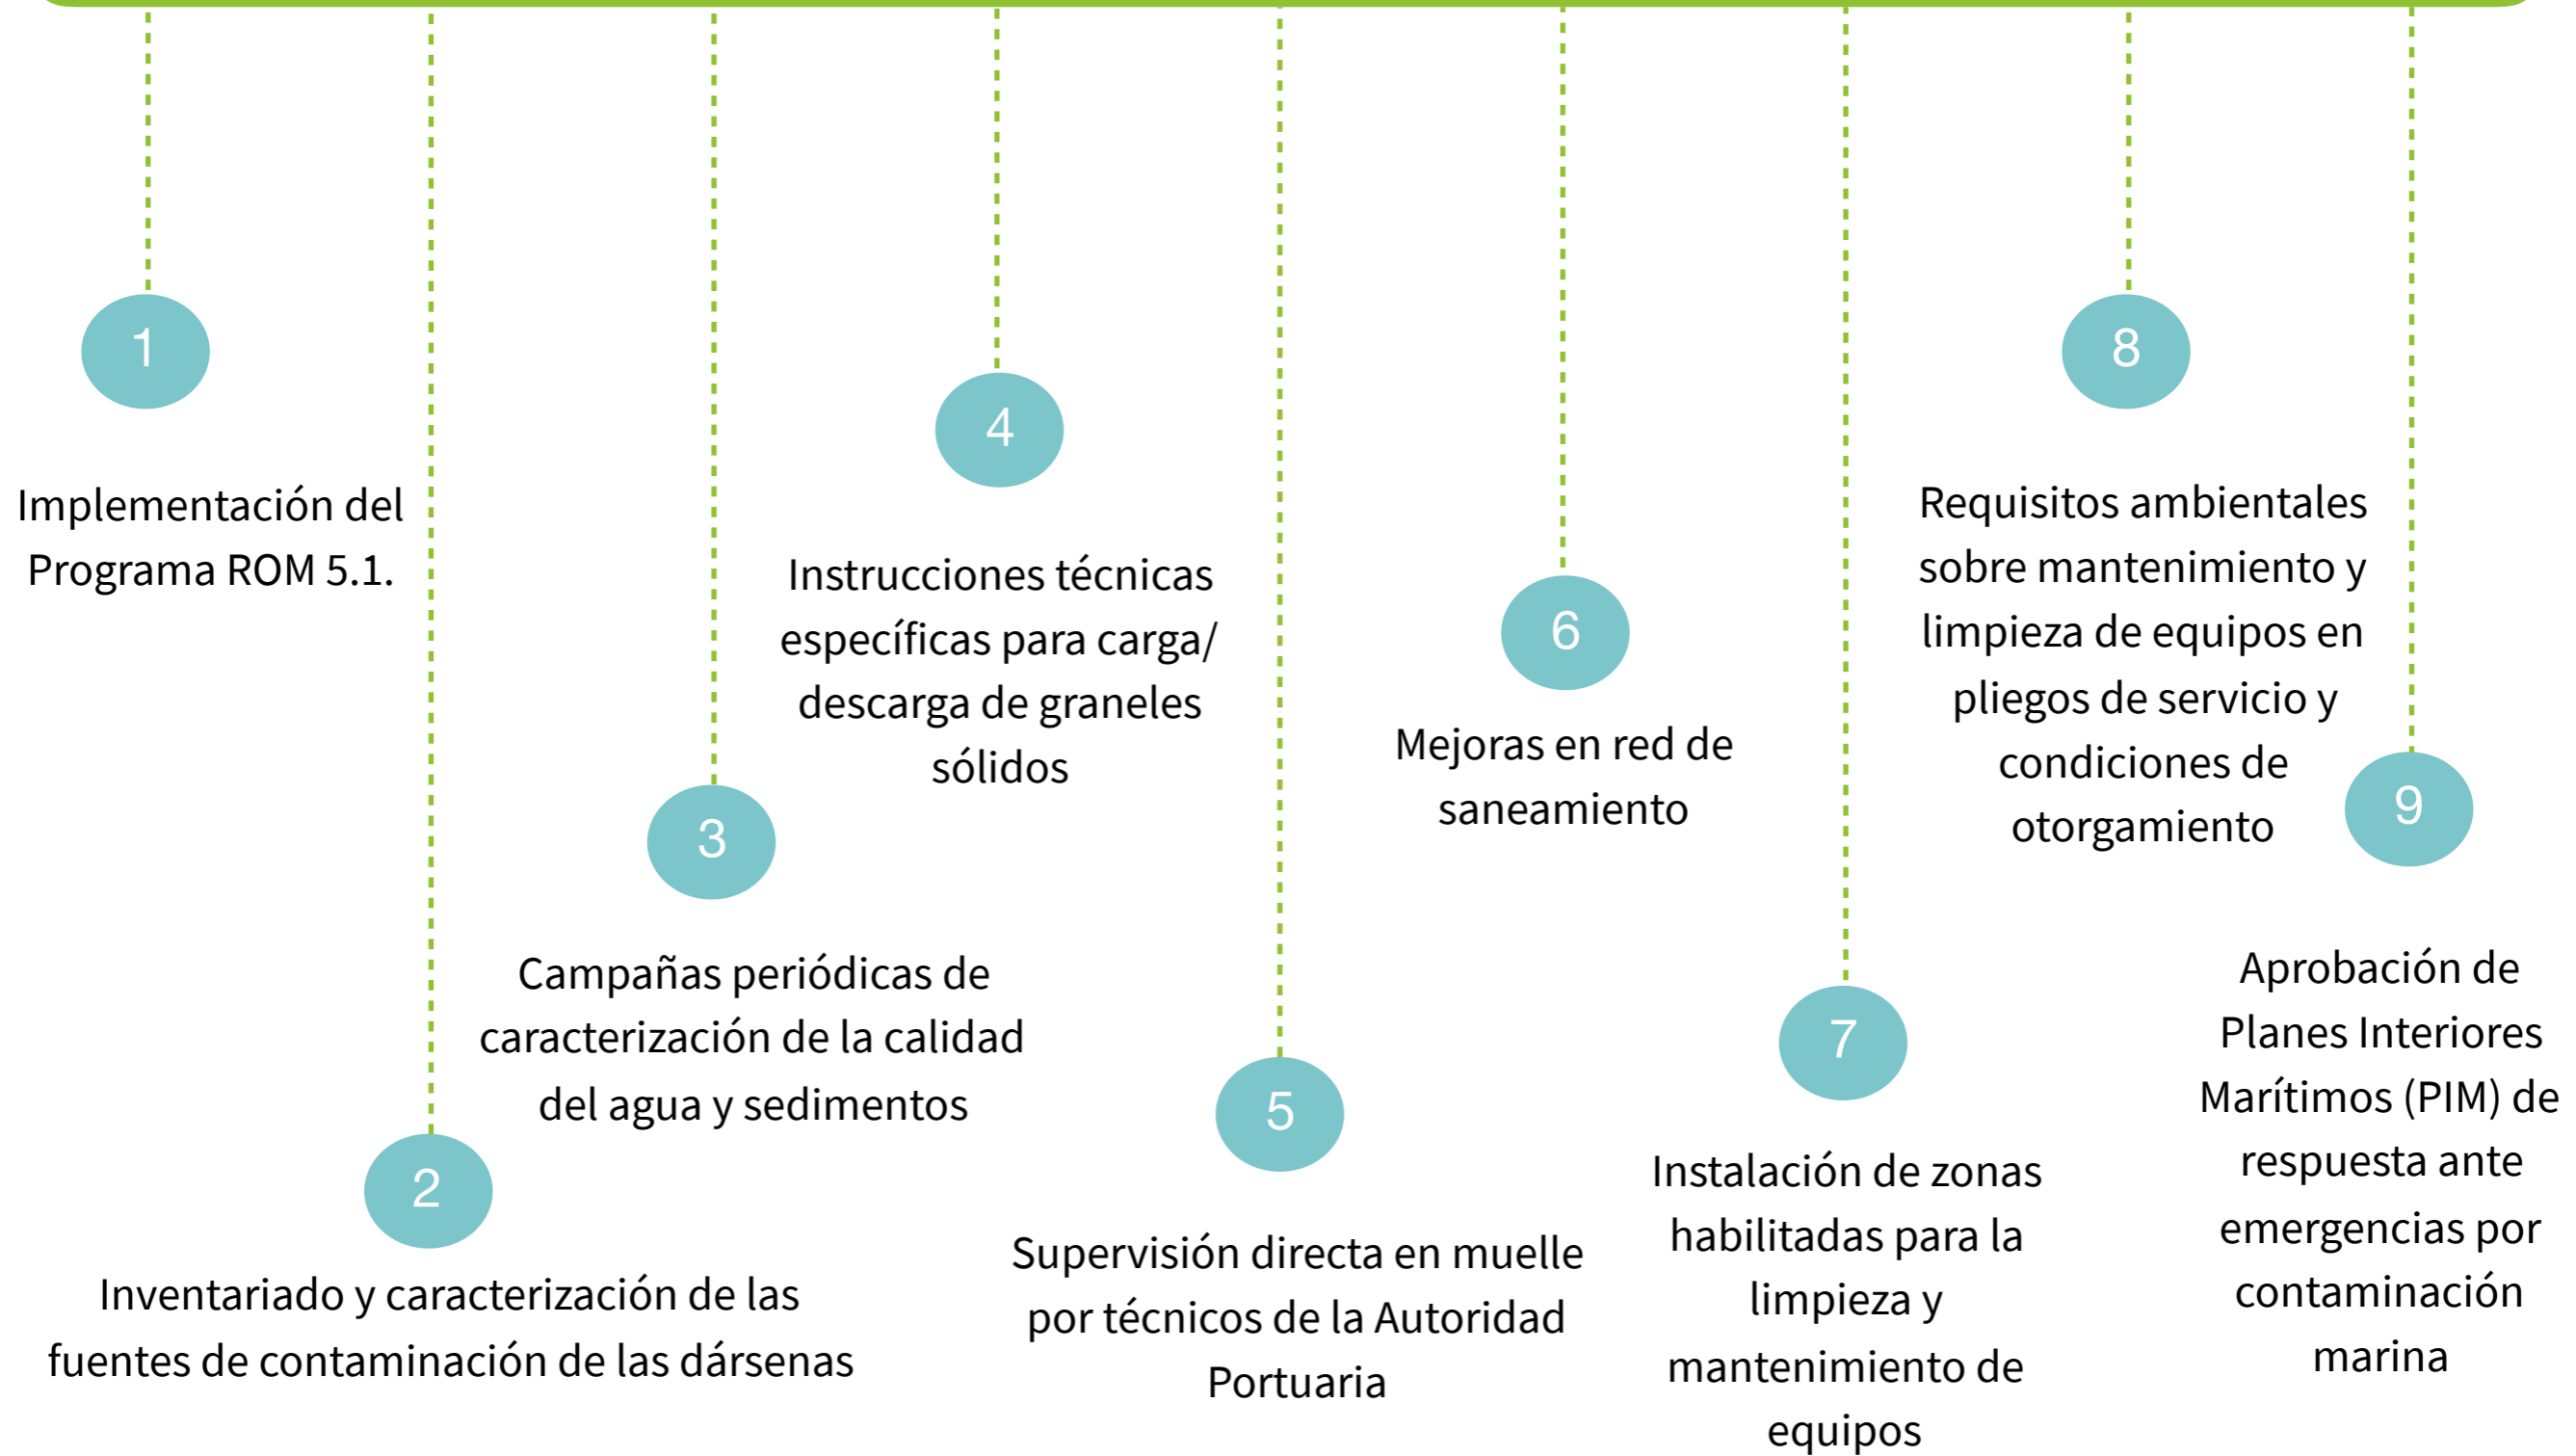 1
Implementación del
Programa ROM 5.1.
2
Inventariado y caracterización de las
fuentes de contaminación de las dársenas
3
Campañas periódicas de
caracterización de la calidad
del agua y sedimentos
4
Instrucciones técnicas
específicas para carga/
descarga de graneles
sólidos
5
Supervisión directa en muelle
por técnicos de la Autoridad
Portuaria
6
Mejoras en red de
saneamiento
7
Instalación de zonas
habilitadas para la
limpieza y
mantenimiento de
equipos
8
Requisitos ambientales
sobre mantenimiento y
limpieza de equipos en
pliegos de servicio y
condiciones de
otorgamiento
9
Aprobación de
Planes Interiores
Marítimos (PIM) de
respuesta ante
emergencias por
contaminación
marina